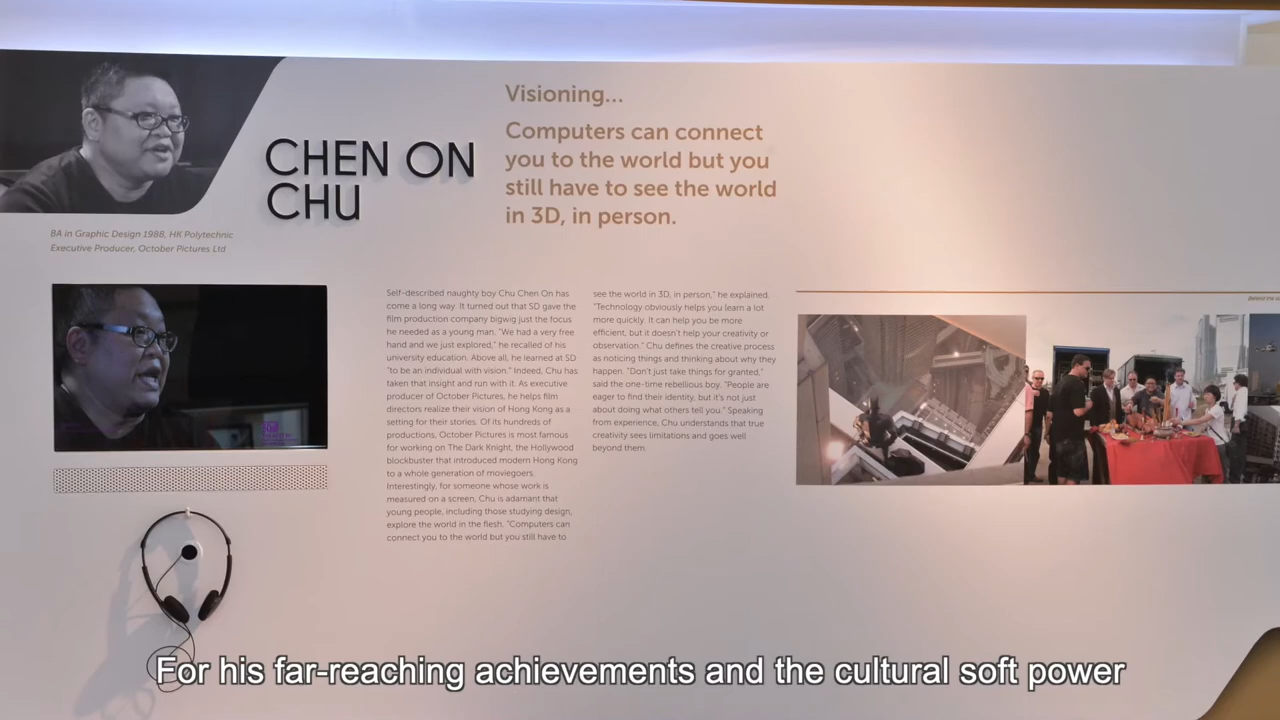 CHEN ON
CHU
BA in Graphic Design 1988, HK Polytechnic
Executive Producer, October Pictures Ltd
Visioning...
Computers can connect
you to the world but you
still have to see the world
in 3D, in person.
Self-described naughty boy Chu Chen On has
come a long way. It turned out that SD gave the
film production company bigwig just the focus
he needed as a young man. "We had a very free
hand and we just explored," he recalled of his
university education. Above all, he learned at SD
"to be an individual with vision." Indeed, Chu has
taken that insight and run with it. As executive
producer of October Pictures, he helps film
directors realize their vision of Hong Kong as a
setting for their stories. Of its hundreds of
productions, October Pictures is most famous
for working on The Dark Knight, the Hollywood
blockbuster that introduced modern Hong Kong
to a whole generation of moviegoers.
Interestingly, for someone whose work is
measured on a screen, Chu is adamant that
young people, including those studying design,
explore the world in the flesh. "Computers can
connect you to the world but you still have to
see the world in 3D, in person," he explained.
"Technology obviously helps you learn a lot
more quickly. It can help you be more
efficient, but it doesn't help your creativity or
observation." Chu defines the creative process
as noticing things and thinking about why they
happen. "Don't just take things for granted,"
said the one-time rebellious boy. "People are
eager to find their identity, but it's not just
about doing what others tell you." Speaking
from experience, Chu understands that true
creativity sees limitations and goes well
beyond them.
For his far-reaching achievements and the cultural soft power